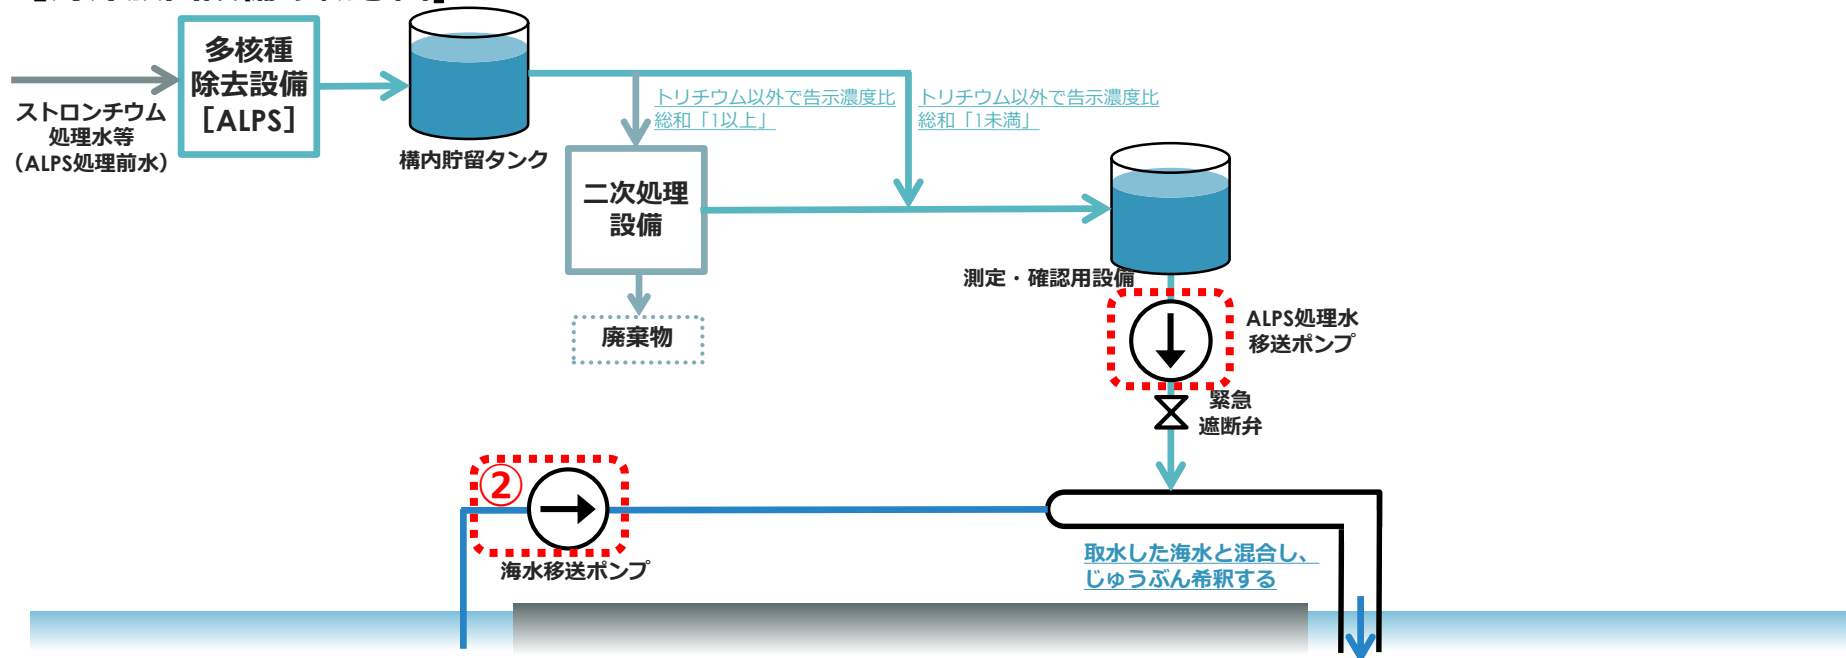 多核種
除去設備
［ALPS］
ストロンチウム
処理水等
（ALPS処理前水）
構内貯留タンク
トリチウム以外で告示濃度比
総和「1以上」
トリチウム以外で告示濃度比
総和「1未満」
二次処理
設備
廃棄物
測定・確認用設備
ALPS処理水
移送ポンプ
緊急
遮断弁
②
海水移送ポンプ
取水した海水と混合し、
じゅうぶん希釈する